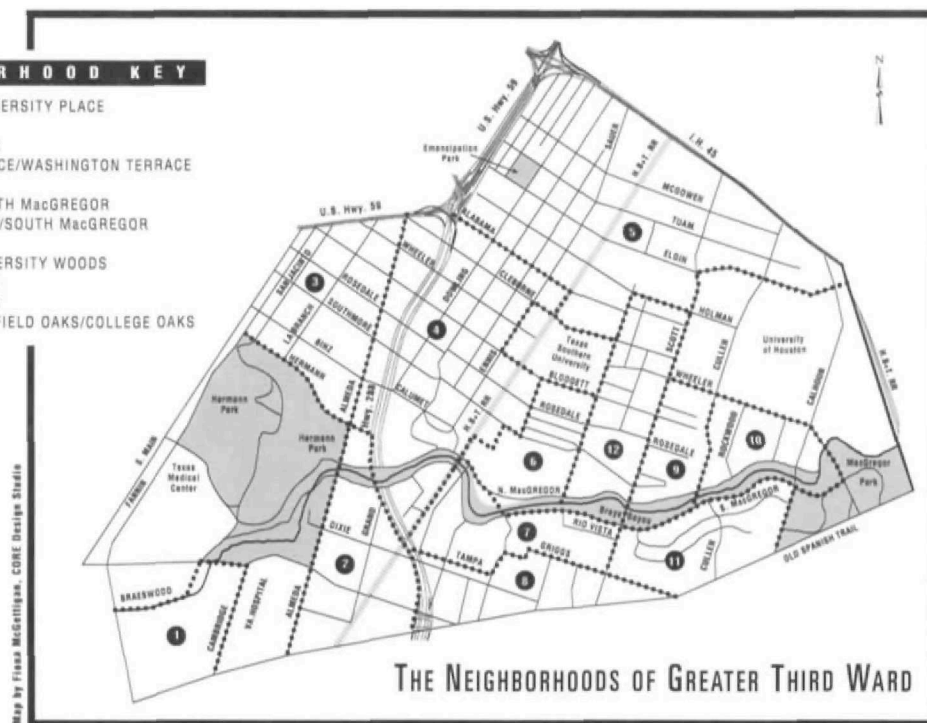 RHOOD KEY
ERSITY PLACE
CE/WASHINGTON TERRACE
TH MacGREGOR
/SOUTH MacGREGOR
ERSITY WOODS
FIELD OAKS/COLLEGE OAKS
N
U.S. Hwy. 59
I.H. 45
Emancipation
Park
SAUER
H.B+T. RR
McGOWEN
TUAM
5
ELGIN
U.S. Hwy. 59
ALABAMA
WHEELER
DOWLING
CLEBURNE
HOLMAN
SAN JACINTO
3
ROSEDALE
SOUTHMORE
LA BRANCH
BINZ
HERMANN
4
ENNIS
Texas
Southern
University
SCOTT
CULLEN
University
of Houston
BLODGETT
WHEELER
CALHOUN
H.B+T. RR
ALMEDA
HWY. 288
CALUMET
H.B+T. RR
ROSEDALE
Hermann
Park
Hermann
Park
S. MAIN
FANNIN
Texas
Medical
Center
6
12
ROSEDALE
9
ROCKWOOD
10
MacGregor
Park
N. MacGREGOR
Brays Bayou
S. MacGREGOR
7
RIO VISTA
DIXIE
GRAND
2
TAMPA
GRIGGS
8
11
CULLEN
OLD SPANISH TRAIL
BRAESWOOD
1
CAMBRIDGE
VA. HOSPITAL
ALMEDA
THE NEIGHBORHOODS OF GREATER THIRD WARD
Map by Fiona McGettigan, CORE Design Studio